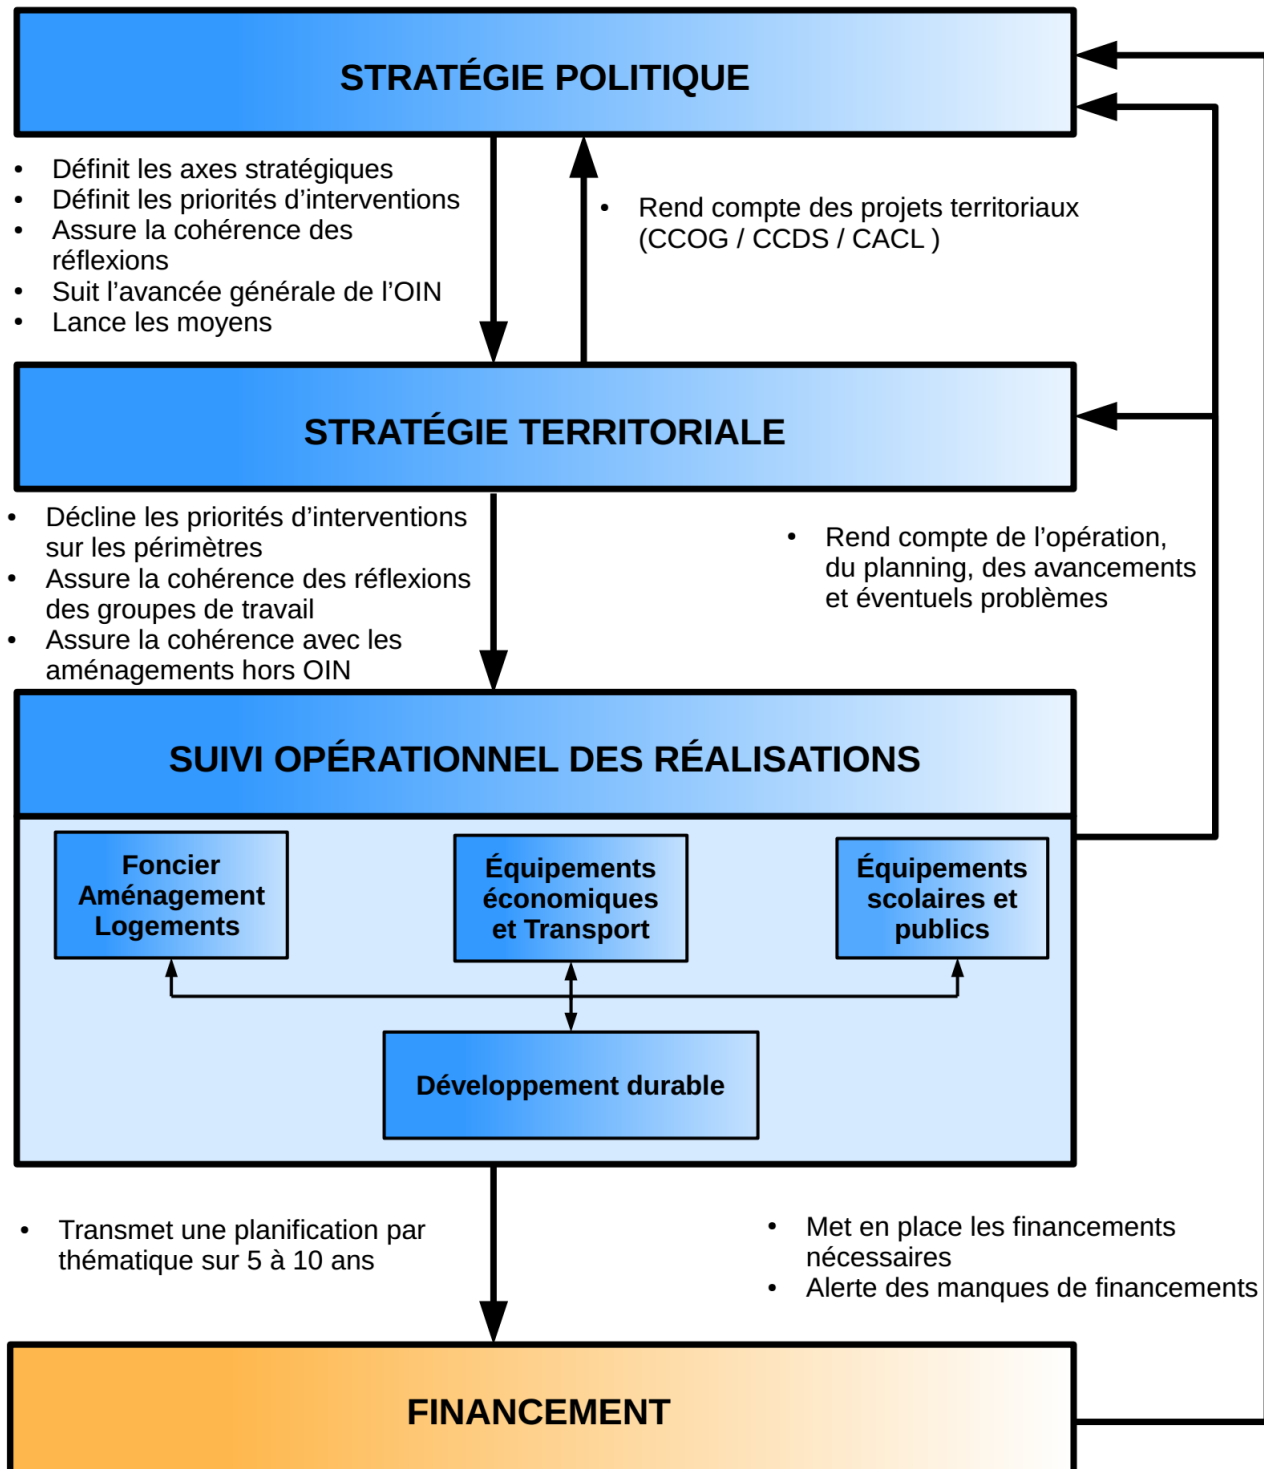 STRATÉGIE POLITIQUE
• Définit les axes stratégiques
• Définit les priorités d’interventions
• Assure la cohérence des
réflexions
• Suit l’avancée générale de l’OIN
• Lance les moyens
• Rend compte des projets territoriaux
(CCOG / CCDS / CACL )
STRATÉGIE TERRITORIALE
• Décline les priorités d’interventions
sur les périmètres
• Assure la cohérence des réflexions
des groupes de travail
• Assure la cohérence avec les
aménagements hors OIN
• Rend compte de l’opération,
du planning, des avancements
et éventuels problèmes
SUIVI OPÉRATIONNEL DES RÉALISATIONS
Foncier
Aménagement
Logements
Équipements
économiques
et Transport
Équipements
scolaires et
publics
Développement durable
• Transmet une planification par
thématique sur 5 à 10 ans
• Met en place les financements
nécessaires
• Alerte des manques de financements
FINANCEMENT